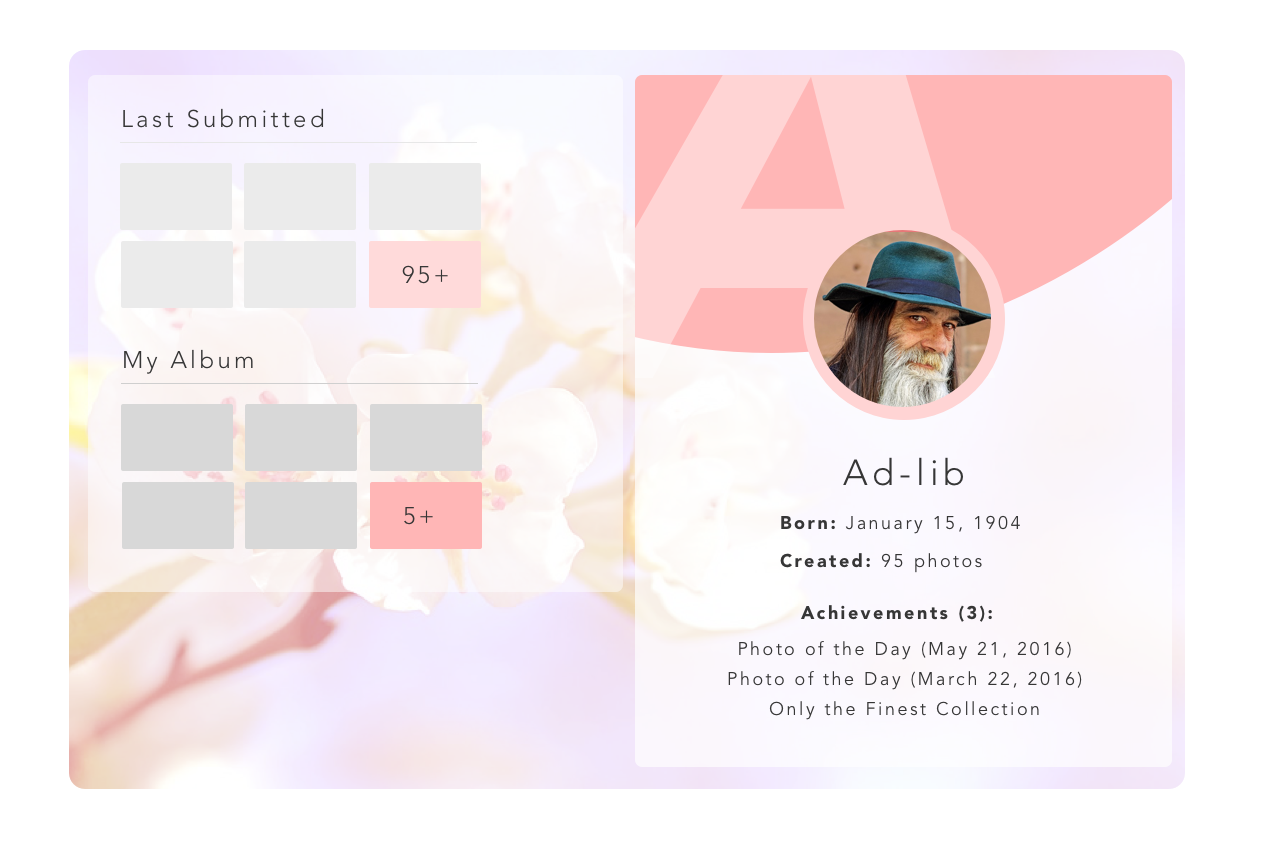 Last Submitted
95+
My Album
5+
A
Ad-lib
Born: January 15, 1904
Created: 95 photos
Achievements (3):
Photo of the Day (May 21, 2016)
Photo of the Day (March 22, 2016)
Only the Finest Collection